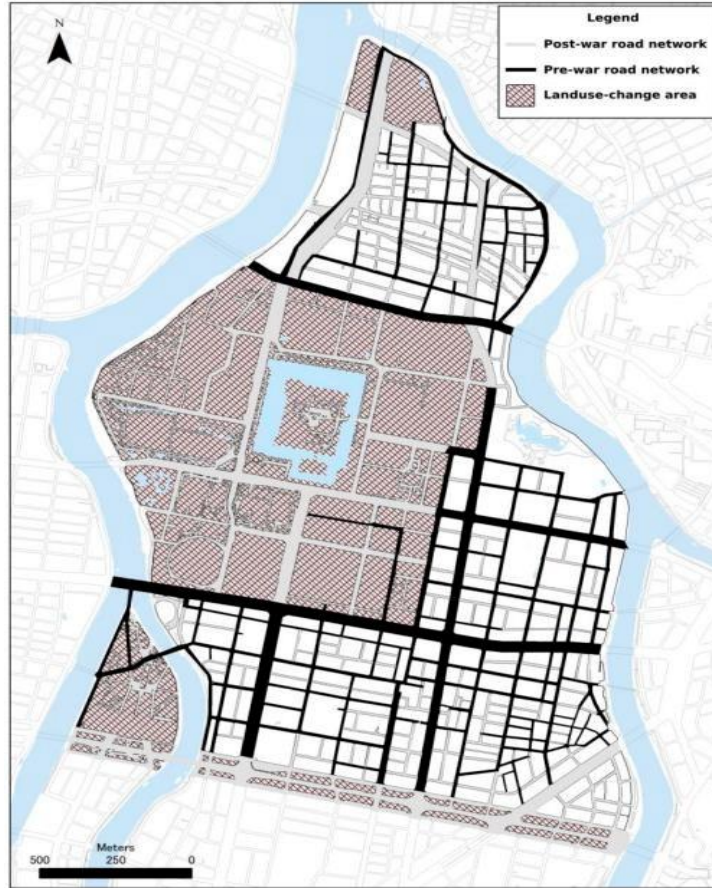 N
Legend
Post-war road network
Pre-war road network
Landuse-change area
Meters
500 250 0